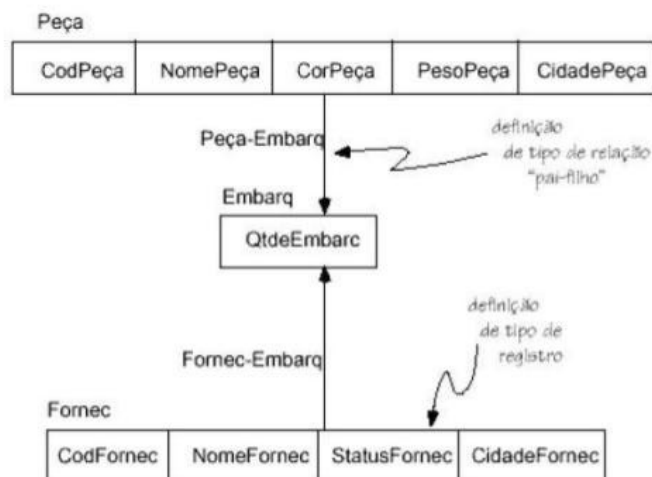 Peça
CodPeça NomePeça CorPeça PesoPeça CidadePeça
Peça-Embarq
definição
de tipo de relação
"pai-filho"
Embarq
QtdeEmbarc
definição
de tipo de
registro
Fornec-Embarq
Fornec
CodFornec NomeFornec StatusFornec CidadeFornec